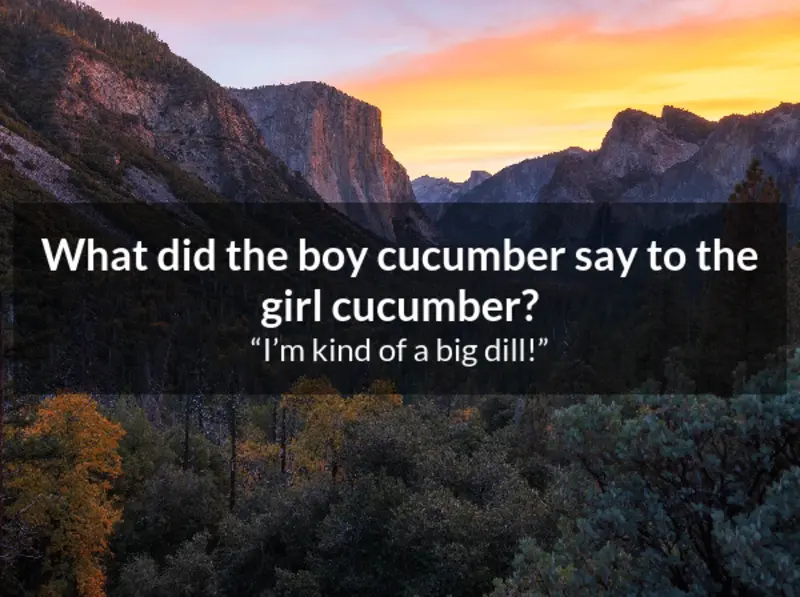 What did the boy cucumber say to the
girl cucumber?
“I’m kind of a big dill!”